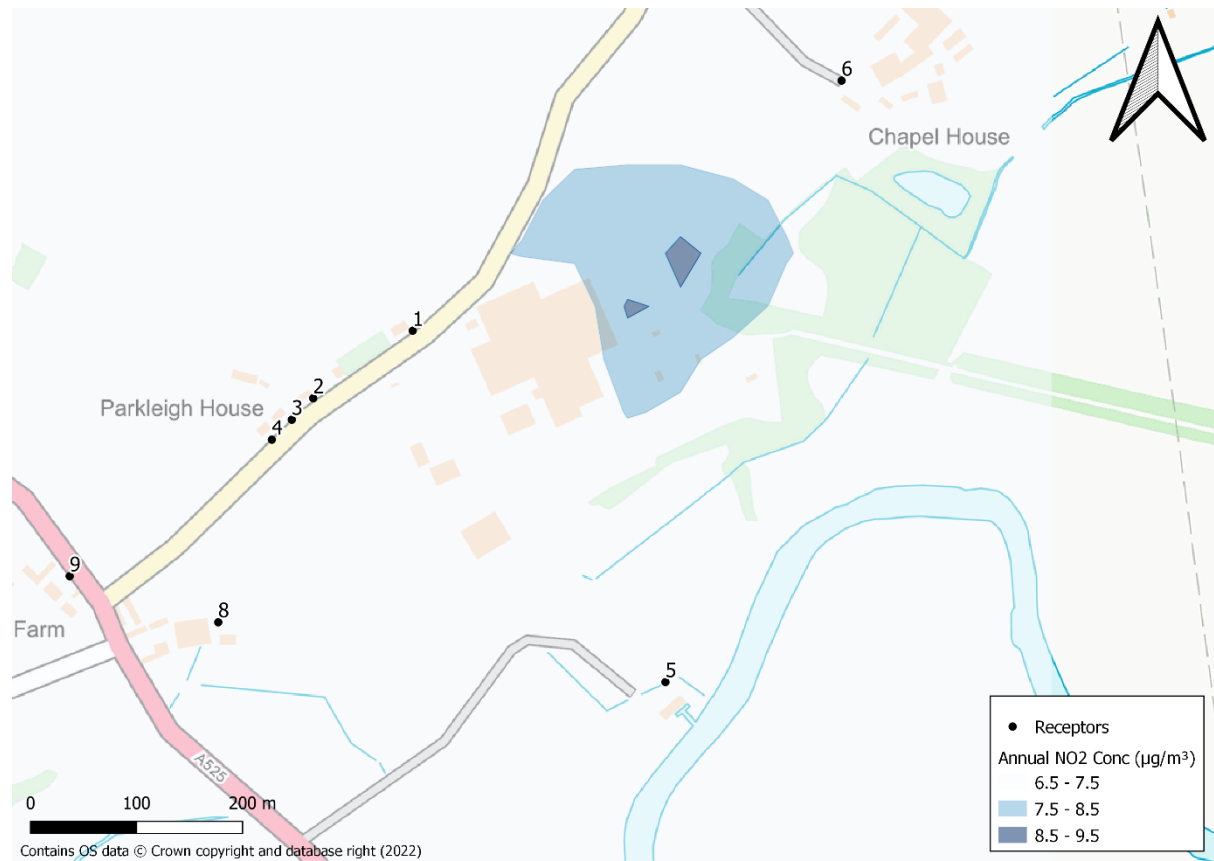 6
Chapel House
1
2
Parkleigh House
3
4
9
8
Farm
5
A525
Receptors
Annual NO2 Conc (µg/m³)
6.5 - 7.5
7.5 - 8.5
8.5 - 9.5
0 100 200 m
Contains OS data © Crown copyright and database right (2022)